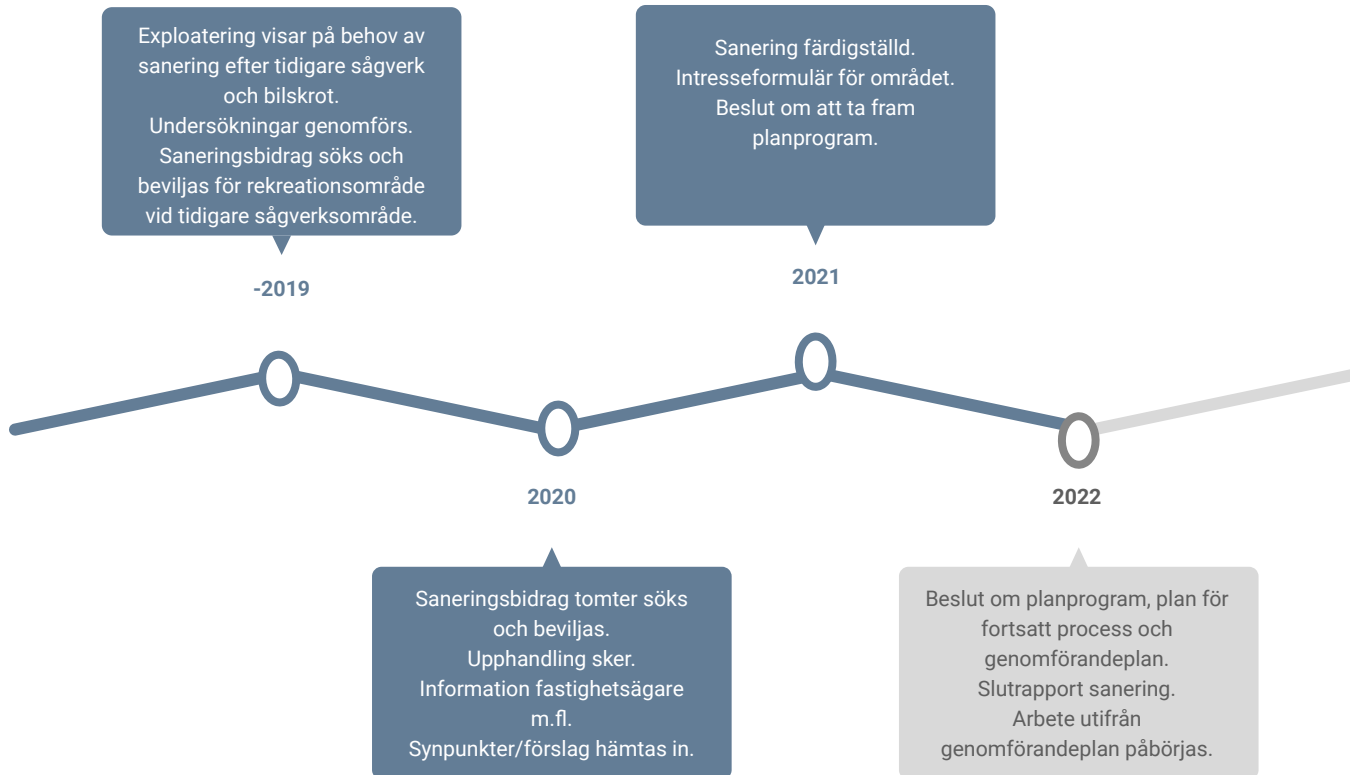 Exploatering visar på behov av
sanering efter tidigare sågverk
och bilskrot.
Undersökningar genomförs.
Saneringsbidrag söks och
beviljas för rekreationsområde
vid tidigare sågverksområde.
-2019
Saneringsbidrag tomter söks
och beviljas.
Upphandling sker.
Information fastighetsägare
m.fl.
Synpunkter/förslag hämtas in.
2020
Sanering färdigställd.
Intresseformulär för området.
Beslut om att ta fram
planprogram.
2021
2022
Beslut om planprogram, plan för
fortsatt process och
genomförandeplan.
Slutrapport sanering.
Arbete utifrån
genomförandeplan påbörjas.